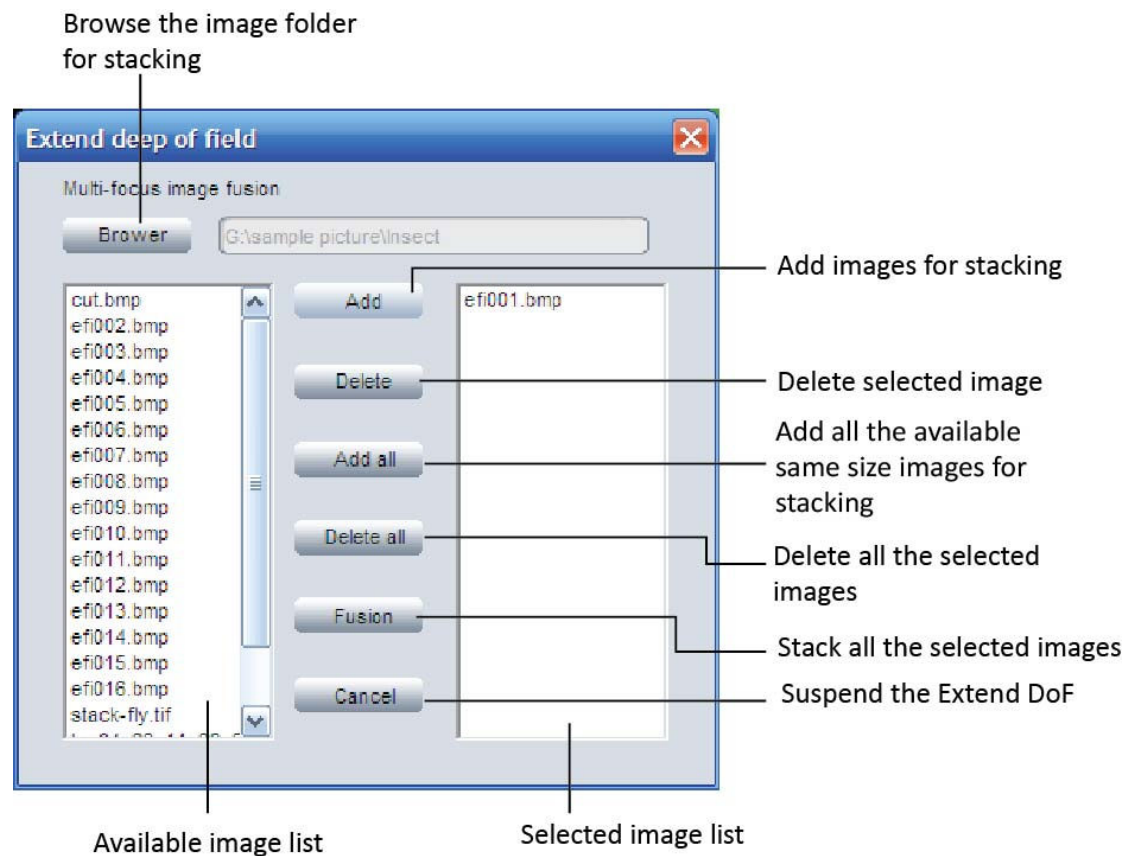 Browse the image folder
for stacking
Extend deep of field
Multi-focus image fusion
Brower
G:\sample picture\Insect
cut.bmp
efi002.bmp
efi003.bmp
efi004.bmp
efi005.bmp
efi006.bmp
efi007.bmp
efi008.bmp
efi009.bmp
efi010.bmp
efi011.bmp
efi012.bmp
efi013.bmp
efi014.bmp
efi015.bmp
efi016.bmp
stack-fly.tif
Add
Delete
Add all
Delete all
Fusion
Cancel
efi001.bmp
Add images for stacking
Delete selected image
Add all the available
same size images for
stacking
Delete all the selected
images
Stack all the selected images
Suspend the Extend DoF
Available image list
Selected image list